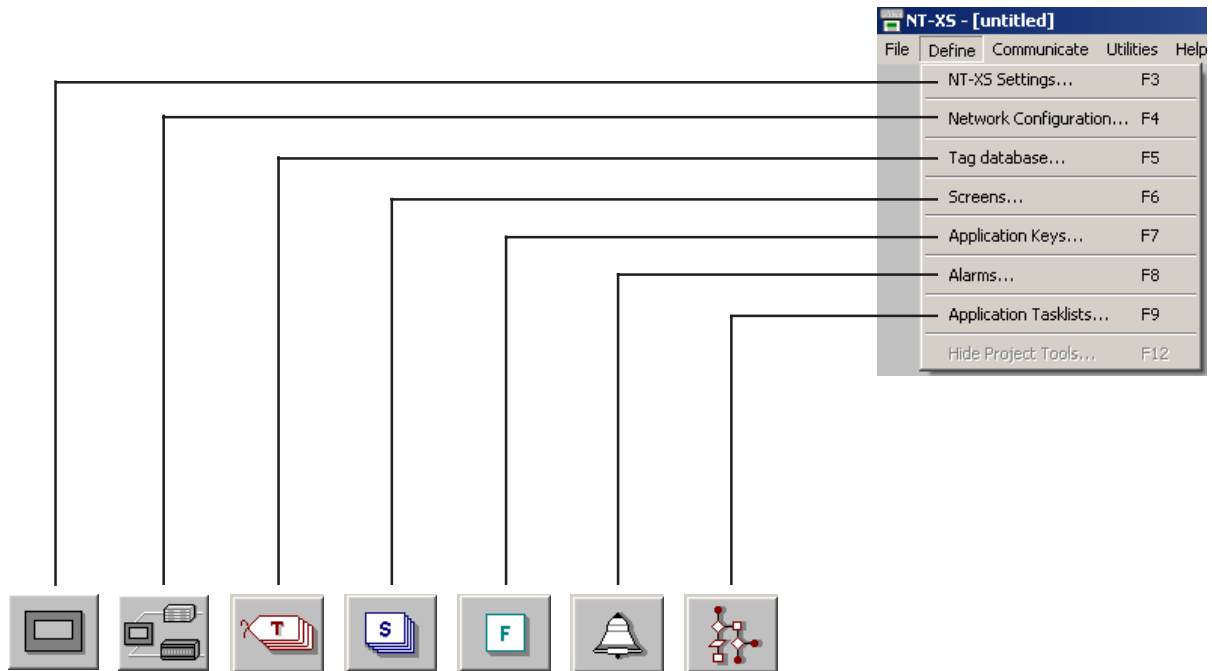 NT-XS - [untitled]
File Define Communicate Utilities Help
NT-XS Settings... F3
Network Configuration... F4
Tag database... F5
Screens... F6
Application Keys... F7
Alarms... F8
Application Tasklists... F9
Hide Project Tools... F12
T S F